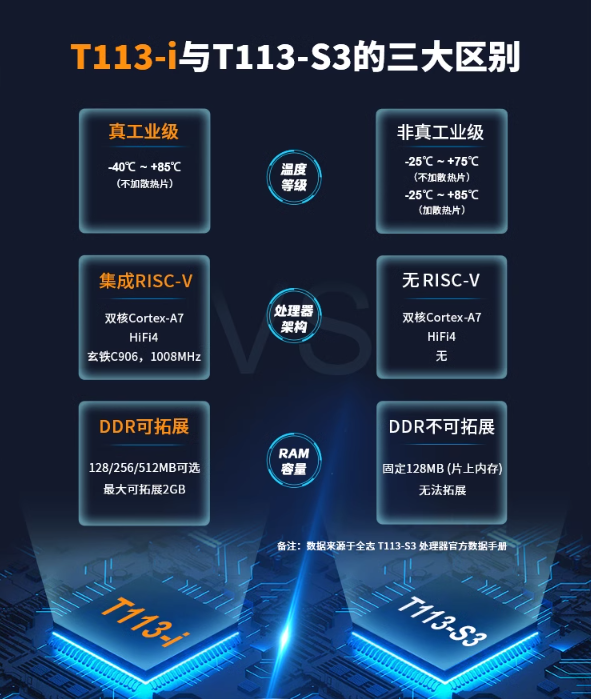 T113-i与T113-S3的三大区别
真工业级
-40℃ ~ +85℃
(不加散热片)
温度
等级
非真工业级
-25℃ ~ +75℃
(不加散热片)
-25℃ ~ +85℃
(加散热片)
集成RISC-V
双核Cortex-A7
HiFi4
玄铁C906，1008MHz
处理器
架构
无RISC-V
双核Cortex-A7
HiFi4
无
VS
DDR可拓展
128/256/512MB可选
最大可拓展2GB
RAM
容量
DDR不可拓展
固定128MB (片上内存)
无法拓展
备注：数据来源于全志 T113-S3 处理器官方数据手册
T113-i
T113-S3